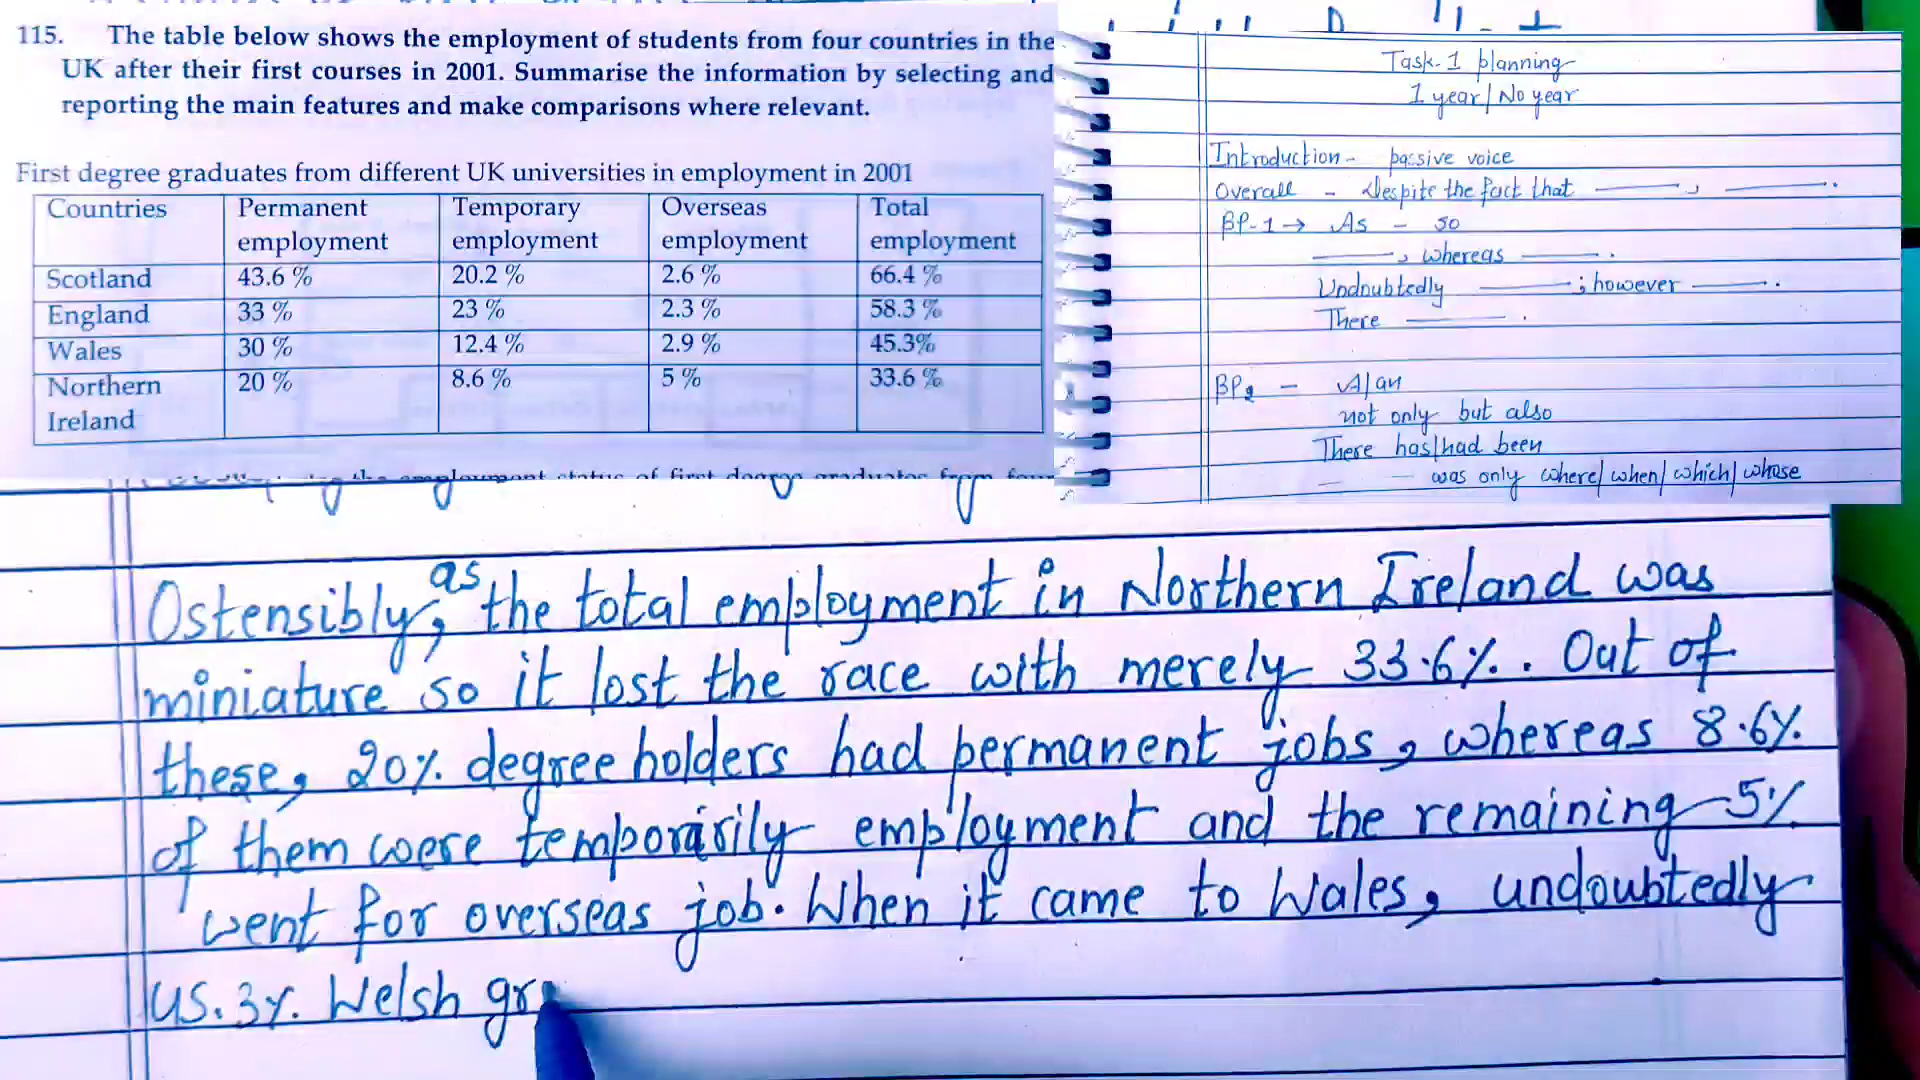 115. The table below shows the employment of students from four countries in the
UK after their first courses in 2001. Summarise the information by selecting and
reporting the main features and make comparisons where relevant.
First degree graduates from different UK universities in employment in 2001
Countries Permanent employment Temporary employment Overseas employment Total employment
Scotland 43.6 % 20.2 % 2.6 % 66.4 %
England 33 % 23 % 2.3 % 58.3 %
Wales 30 % 12.4 % 2.9 % 45.3%
Northern Ireland 20 % 8.6 % 5 % 33.6 %
the employment status of first degree graduates from four
Task-1 planning
1 year/No year
Introduction - passive voice
Overall - despite the fact that ——, ——.
BP-1 → As - so
——, whereas ——.
Undoubtedly ——; however ——.
There ——.
BP2 - A/an
not only but also
There has/had been
— — was only where/when/which/whose
Ostensibly, as the total employment in Northern Ireland was
miniature so it lost the race with merely 33.6%. Out of
these, 20% degree holders had permanent jobs, whereas 8.6%
of them were temporarily employment and the remaining 5%
went for overseas job. When it came to Wales, undoubtedly
45.3% Welsh gr